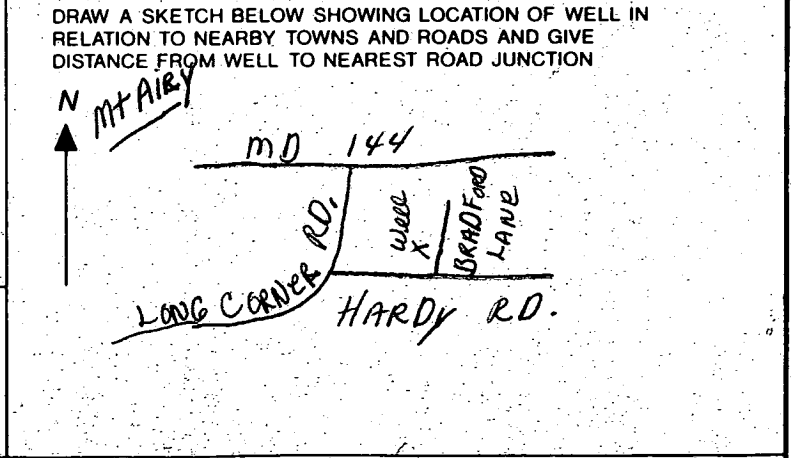 DRAW A SKETCH BELOW SHOWING LOCATION OF WELL IN
RELATION TO NEARBY TOWNS AND ROADS AND GIVE
DISTANCE FROM WELL TO NEAREST ROAD JUNCTION
N
Mt AIRY
MD 144
LONG CORNER RD.
Well
X
BRADFORD
LANE
HARDY RD.